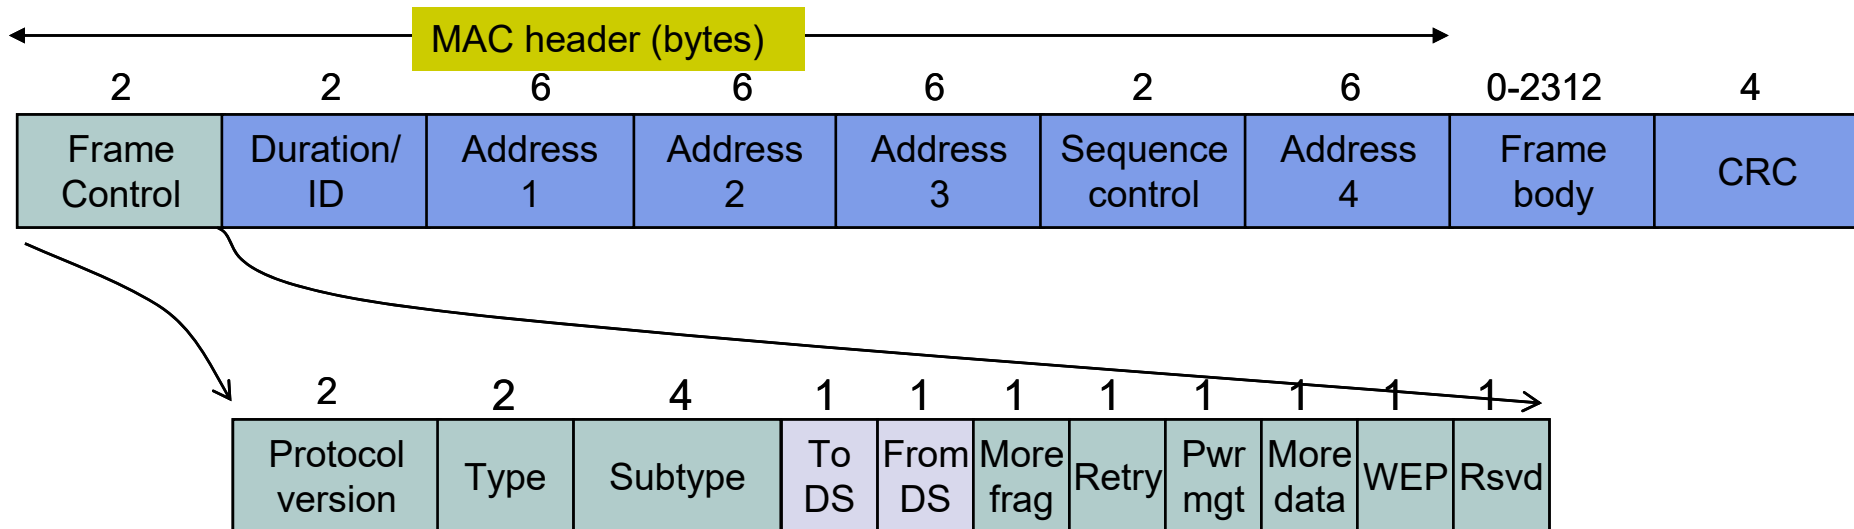 MAC header (bytes)
2 2 6 6 6 2 6 0-2312 4
Frame Duration/ Address Address Address Sequence Address Frame CRC
Control ID 1 2 3 control 4 body
2 2 4 1 1 1 1 1 1 1 1
Protocol Type Subtype To From More Retry Pwr More WEP Rsvd
version DS DS frag mgt data